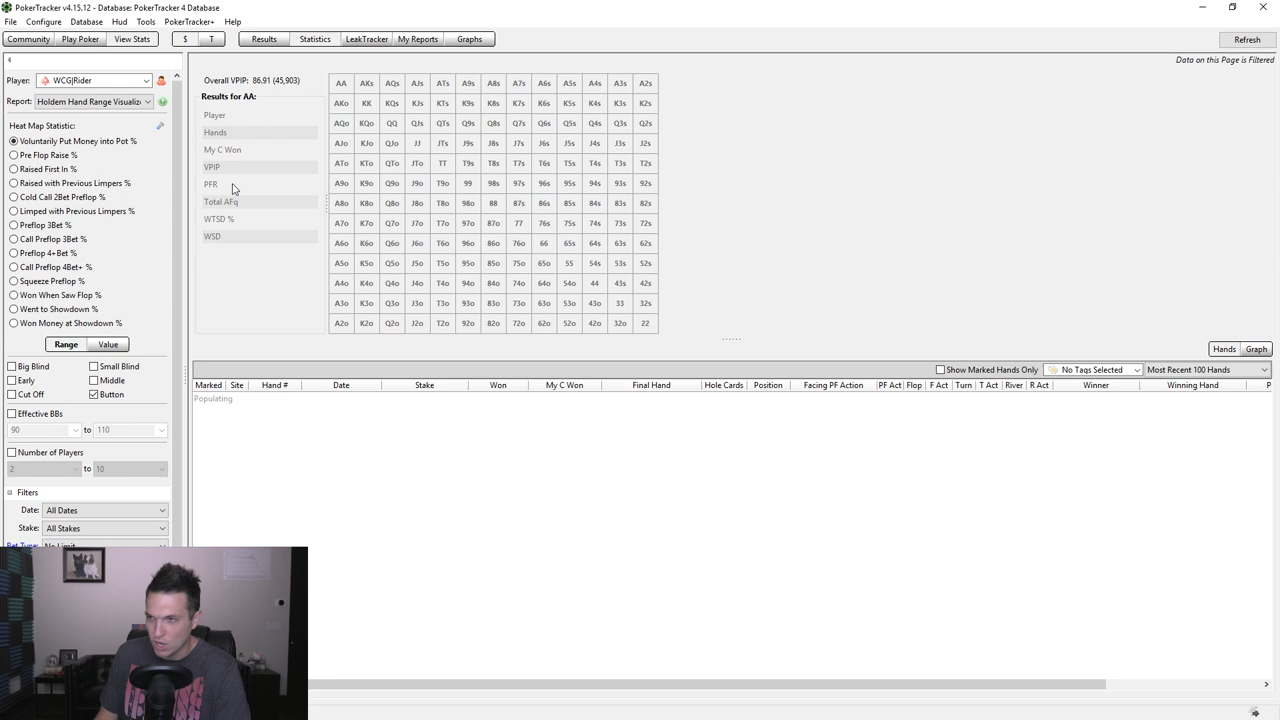 PokerTracker v4.15.12 - Database: PokerTracker 4 Database
File Configure Database Hud Tools PokerTracker+ Help
Community Play Poker View Stats $ T Results Statistics LeakTracker My Reports Graphs Refresh
Data on this Page is Filtered
Player: WCG|Rider
Report: Holdem Hand Range Visualiz
Heat Map Statistic:
Voluntarily Put Money into Pot %
Pre Flop Raise %
Raised First In %
Raised with Previous Limpers %
Cold Call 2Bet Preflop %
Limped with Previous Limpers %
Preflop 3Bet %
Call Preflop 3Bet %
Preflop 4+Bet %
Call Preflop 4Bet+ %
Squeeze Preflop %
Won When Saw Flop %
Went to Showdown %
Won Money at Showdown %
Range Value
Big Blind Small Blind
Early Middle
Cut Off Button
Effective BBs
90 to 110
Number of Players
2 to 10
Filters
Date: All Dates
Stake: All Stakes
Bet Type: No Limit
Overall VPIP: 86.91 (45,903)
Results for AA:
Player
Hands
My C Won
VPIP
PFR
Total AFq
WTSD %
WSD
AA AKs AQs AJs ATs A9s A8s A7s A6s A5s A4s A3s A2s
AKo KK KQs KJs KTs K9s K8s K7s K6s K5s K4s K3s K2s
AQo KQo QQ QJs QTs Q9s Q8s Q7s Q6s Q5s Q4s Q3s Q2s
AJo KJo QJo JJ JTs J9s J8s J7s J6s J5s J4s J3s J2s
ATo KTo QTo JTo TT T9s T8s T7s T6s T5s T4s T3s T2s
A9o K9o Q9o J9o T9o 99 98s 97s 96s 95s 94s 93s 92s
A8o K8o Q8o J8o T8o 98o 88 87s 86s 85s 84s 83s 82s
A7o K7o Q7o J7o T7o 97o 87o 77 76s 75s 74s 73s 72s
A6o K6o Q6o J6o T6o 96o 86o 76o 66 65s 64s 63s 62s
A5o K5o Q5o J5o T5o 95o 85o 75o 65o 55 54s 53s 52s
A4o K4o Q4o J4o T4o 94o 84o 74o 64o 54o 44 43s 42s
A3o K3o Q3o J3o T3o 93o 83o 73o 63o 53o 43o 33 32s
A2o K2o Q2o J2o T2o 92o 82o 72o 62o 52o 42o 32o 22
Hands Graph
Show Marked Hands Only No Tags Selected Most Recent 100 Hands
Marked Site Hand # Date Stake Won My C Won Final Hand Hole Cards Position Facing PF Action PF Act Flop F Act Turn T Act River R Act Winner Winning Hand P
Populating